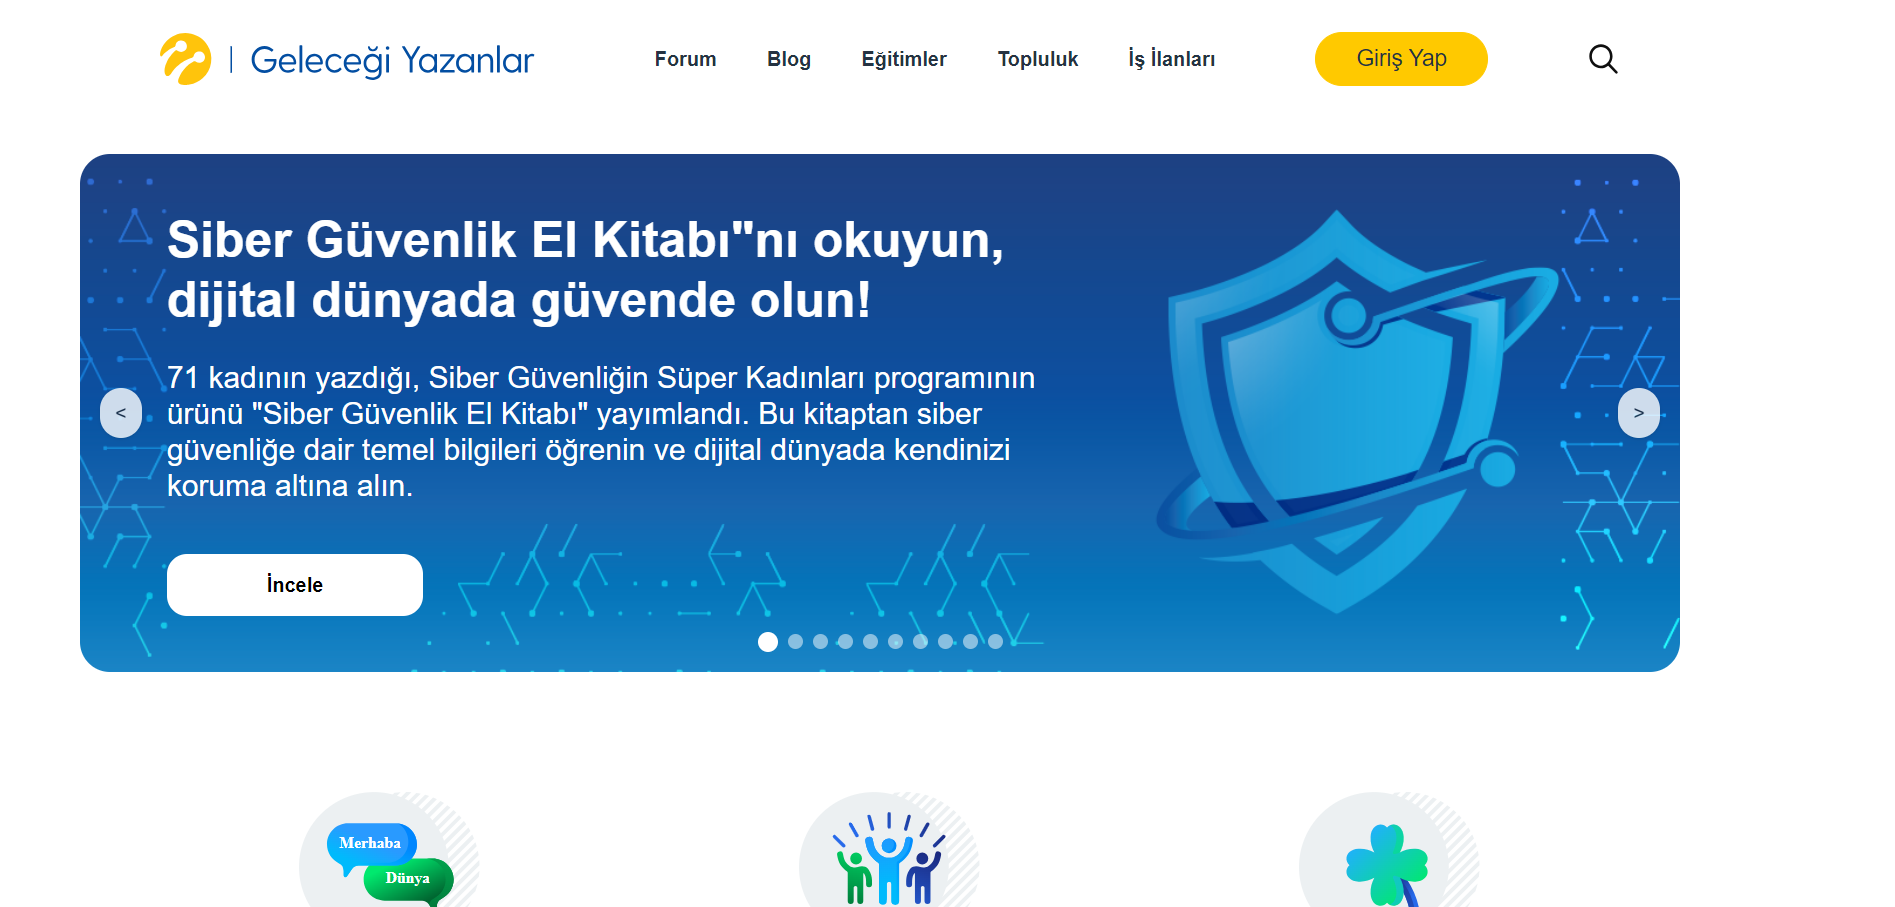 Geleceği Yazanlar
Forum
Blog
Eğitimler
Topluluk
İş İlanları
Giriş Yap
Siber Güvenlik El Kitabı"nı okuyun,
dijital dünyada güvende olun!
71 kadının yazdığı, Siber Güvenliğin Süper Kadınları programının
ürünü "Siber Güvenlik El Kitabı" yayımlandı. Bu kitaptan siber
güvenliğe dair temel bilgileri öğrenin ve dijital dünyada kendinizi
koruma altına alın.
<
>
İncele
Merhaba
Dünya